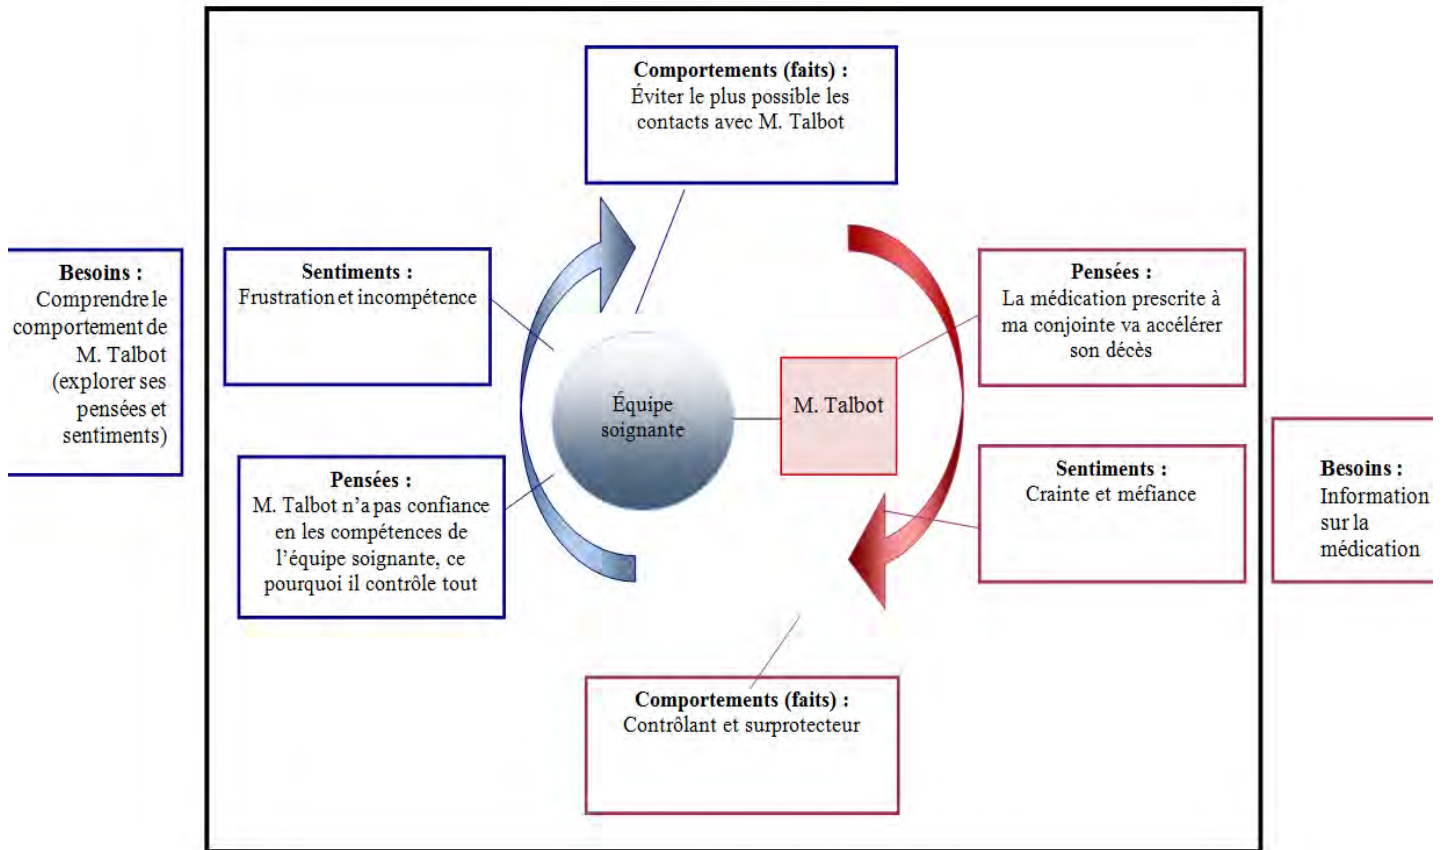 Comportements (faits) :
Éviter le plus possible les
contacts avec M. Talbot
Besoins :
Comprendre le
comportement de
M. Talbot
(explorer ses
pensées et
sentiments)
Sentiments :
Frustration et incompétence
Pensées :
La médication prescrite à
ma conjointe va accélérer
son décès
Équipe
soignante
M. Talbot
Pensées :
M. Talbot n’a pas confiance
en les compétences de
l’équipe soignante, ce
pourquoi il contrôle tout
Sentiments :
Crainte et méfiance
Besoins :
Information
sur la
médication
Comportements (faits) :
Contrôlant et surprotecteur